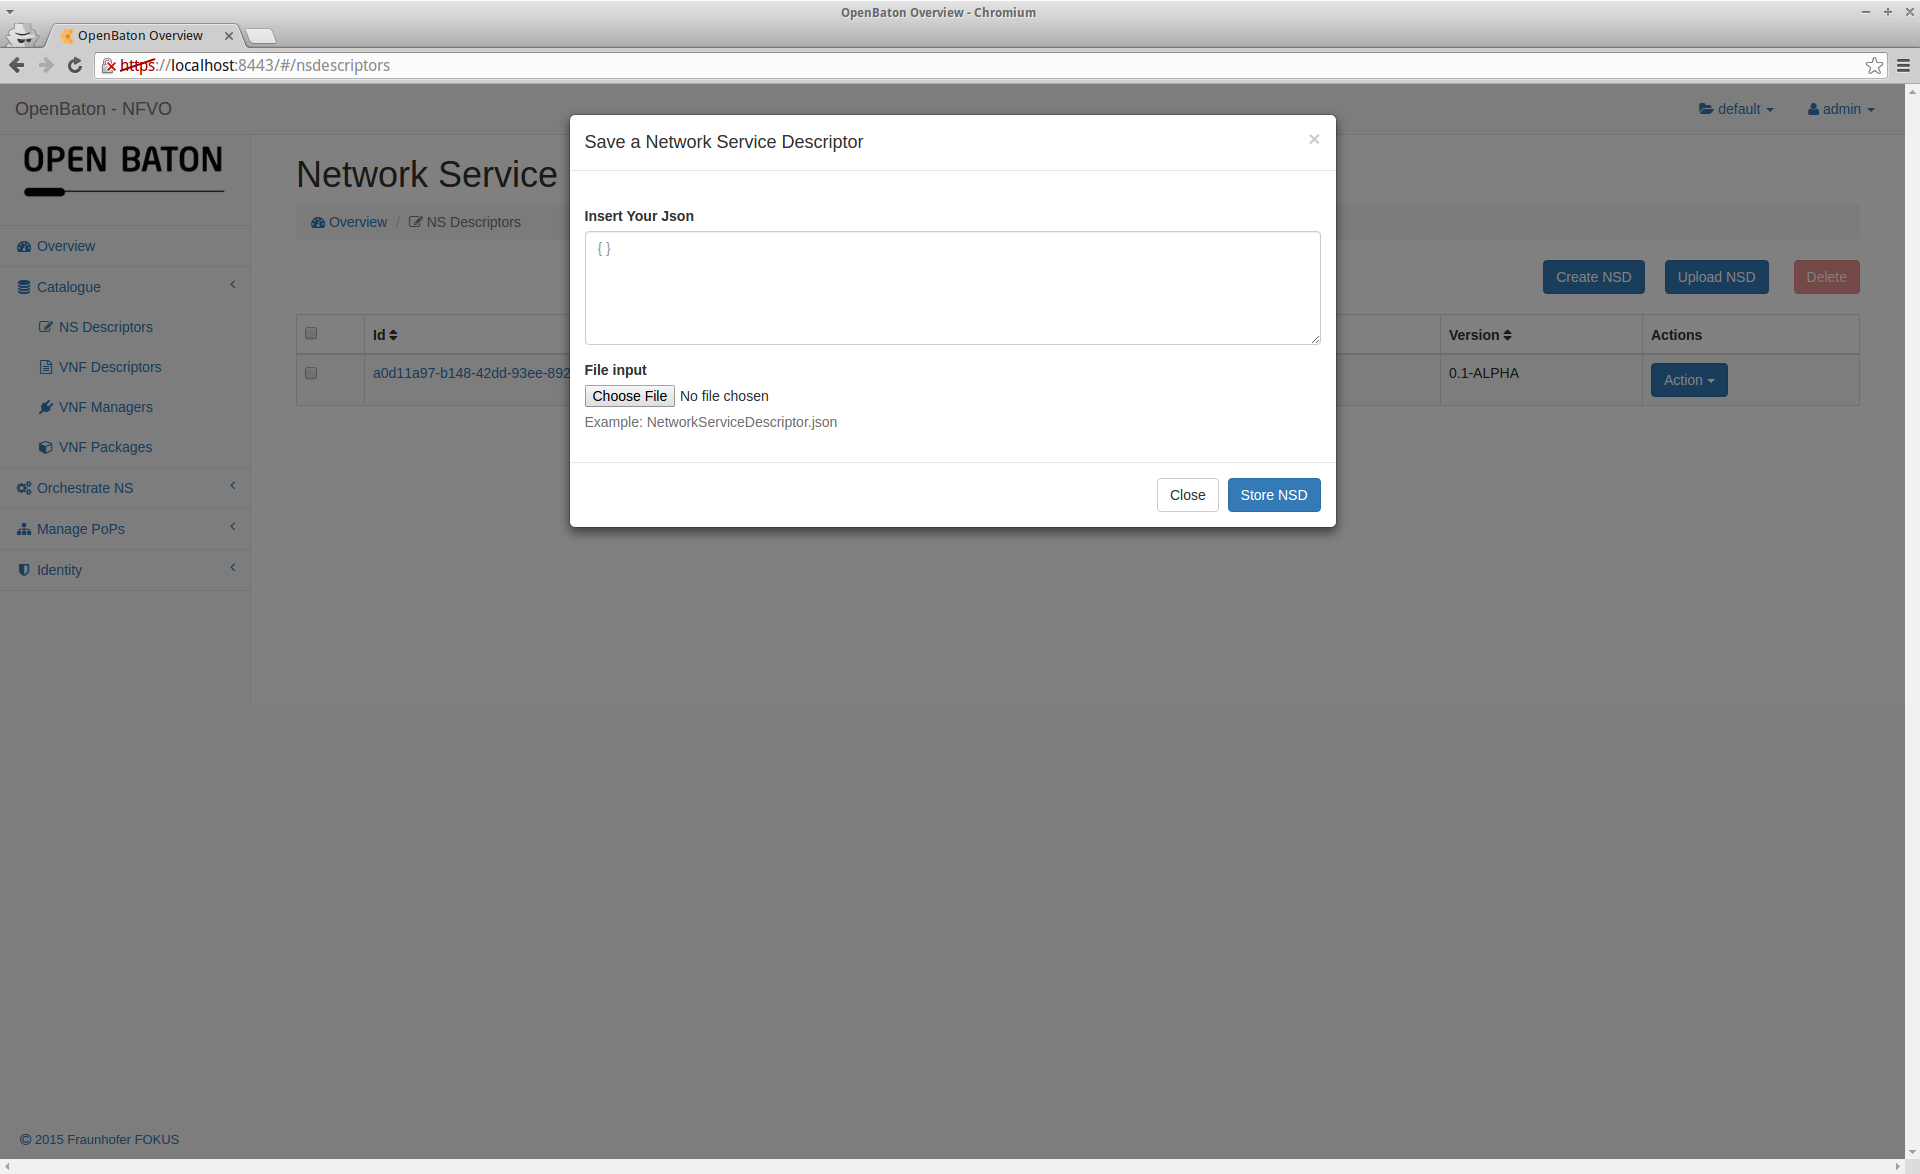 OpenBaton Overview - Chromium
OpenBaton Overview
https://localhost:8443/#/nsdescriptors
OpenBaton - NFVO
default
admin
OPEN BATON
Overview
Catalogue
NS Descriptors
VNF Descriptors
VNF Managers
VNF Packages
Orchestrate NS
Manage PoPs
Identity
Network Service
Overview / NS Descriptors
Create NSD Upload NSD Delete
Id Version Actions
a0d11a97-b148-42dd-93ee-892 0.1-ALPHA Action
Save a Network Service Descriptor ×
Insert Your Json
{ }
File input
Choose File No file chosen
Example: NetworkServiceDescriptor.json
Close Store NSD
© 2015 Fraunhofer FOKUS